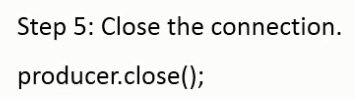 Step 5: Close the connection.
producer.close();